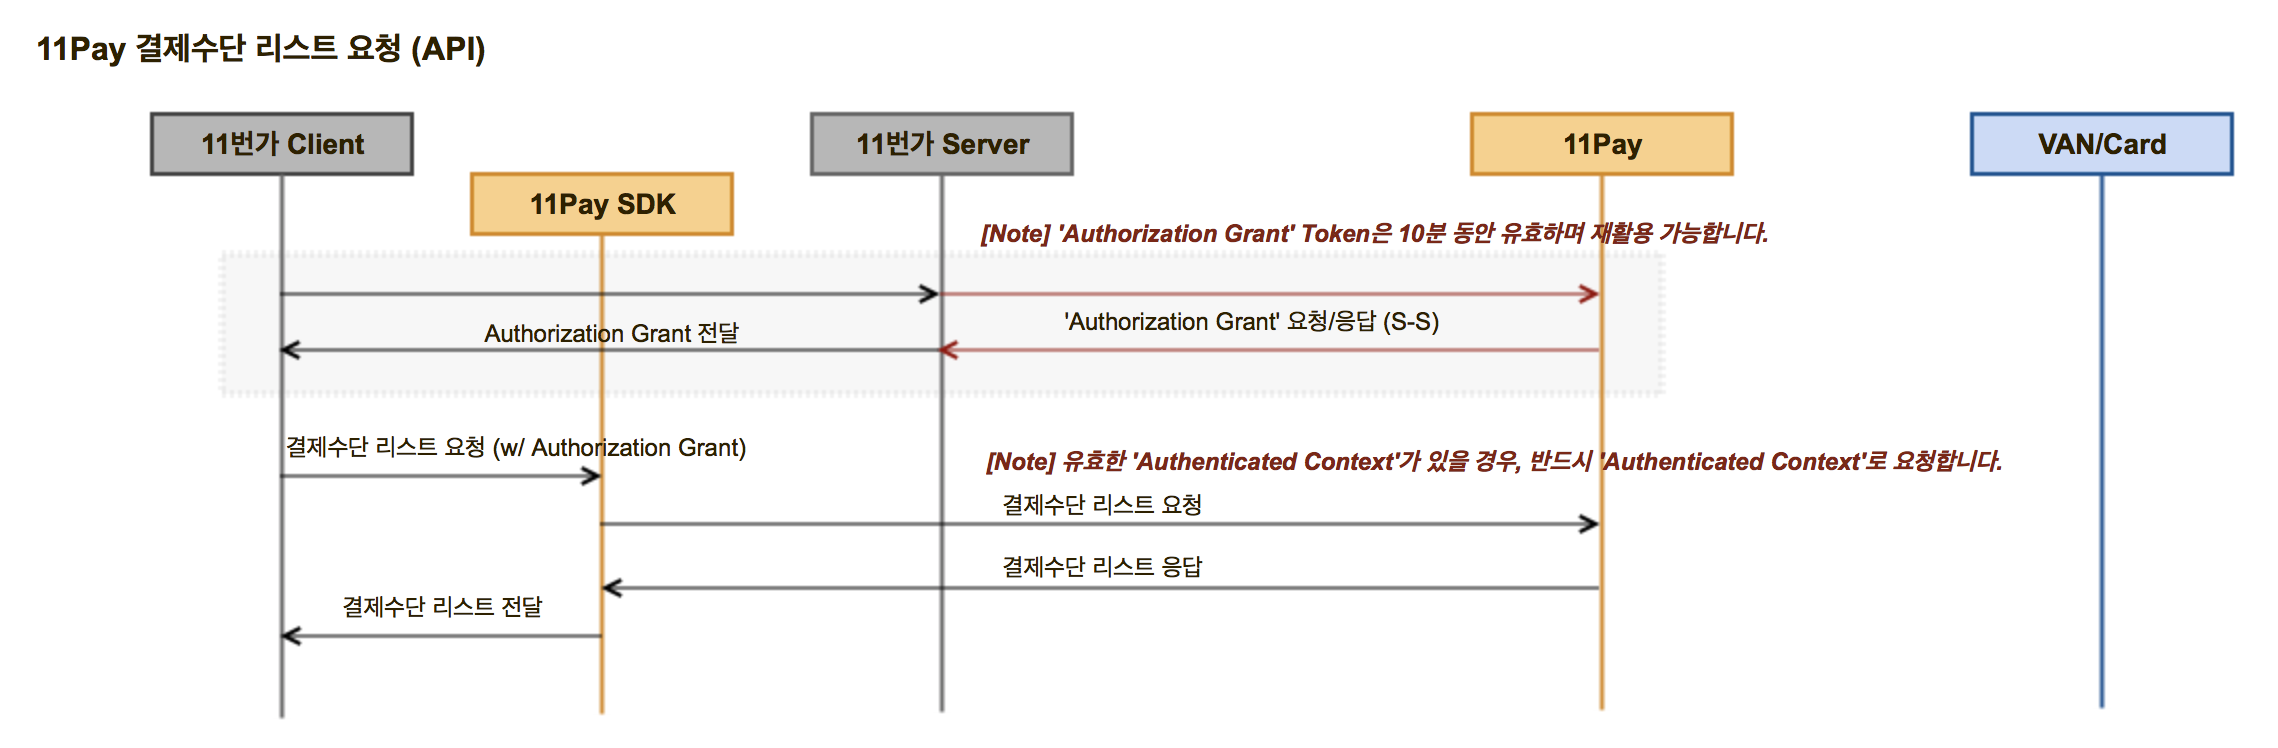 11Pay 결제수단 리스트 요청 (API)
11번가 Client
11번가 Server
11Pay
VAN/Card
11Pay SDK
[Note] 'Authorization Grant' Token은 10분 동안 유효하며 재활용 가능합니다.
'Authorization Grant' 요청/응답 (S-S)
Authorization Grant 전달
결제수단 리스트 요청 (w/ Authorization Grant)
[Note] 유효한 'Authenticated Context'가 있을 경우, 반드시 'Authenticated Context'로 요청합니다.
결제수단 리스트 요청
결제수단 리스트 응답
결제수단 리스트 전달